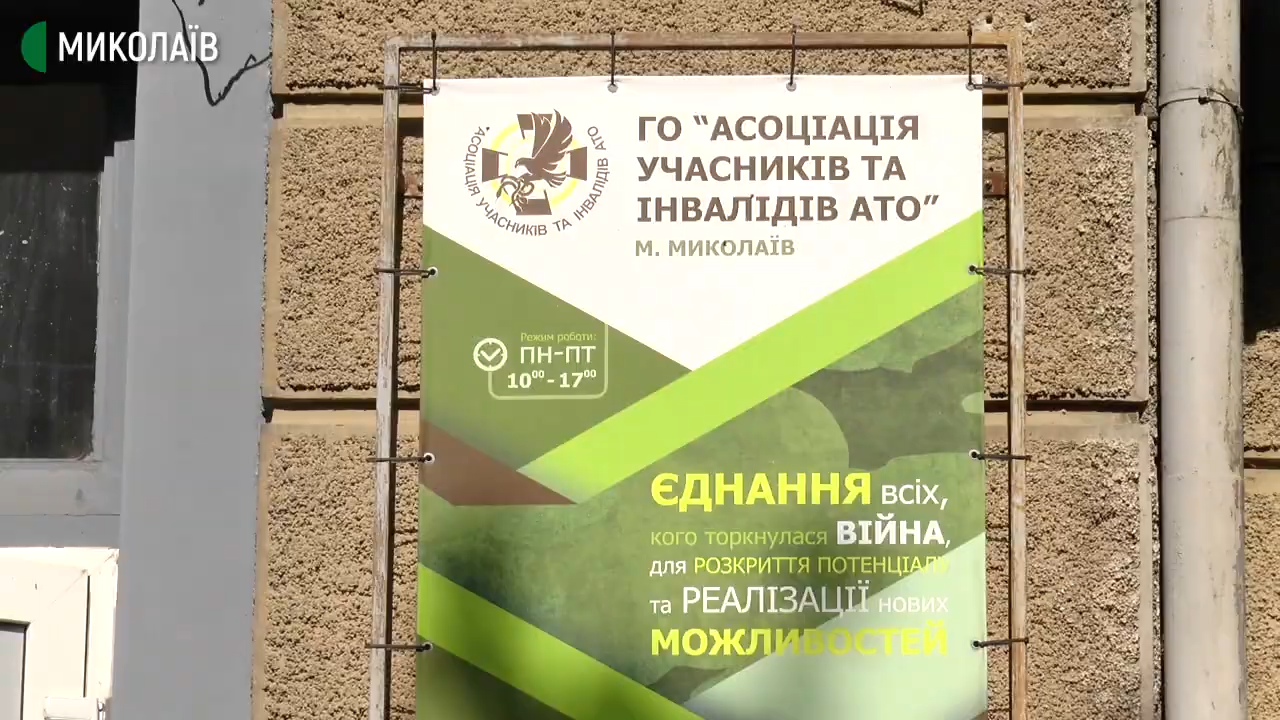 МИКОЛАЇВ
АСОЦІАЦІЯ УЧАСНИКІВ ТА ІНВАЛІДІВ АТО
ГО “АСОЦІАЦІЯ
УЧАСНИКІВ ТА
ІНВАЛІДІВ АТО”
М. МИКОЛАЇВ
Режим роботи:
ПН-ПТ
10⁰⁰ - 17⁰⁰
ЄДНАННЯ всіх,
кого торкнулася ВІЙНА,
для РОЗКРИТТЯ ПОТЕНЦІАЛУ
та РЕАЛІЗАЦІЇ нових
МОЖЛИВОСТЕЙ